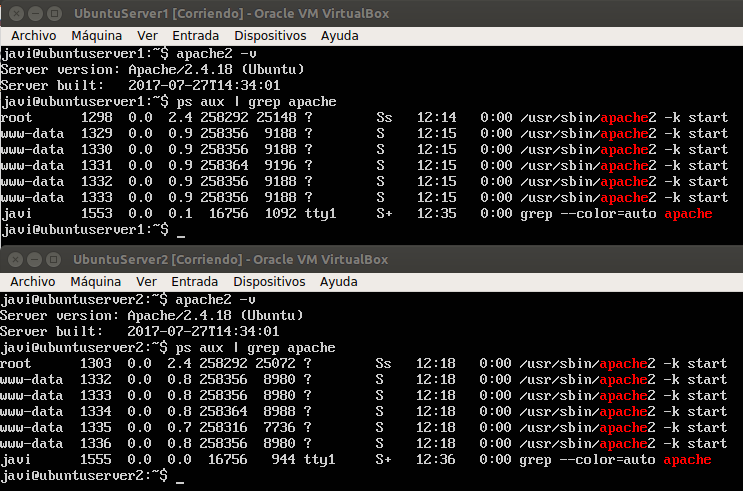 UbuntuServer1 [Corriendo] - Oracle VM VirtualBox
Archivo Máquina Ver Entrada Dispositivos Ayuda
javi@ubuntuserver1:~$ apache2 -v
Server version: Apache/2.4.18 (Ubuntu)
Server built:   2017-07-27T14:34:01
javi@ubuntuserver1:~$ ps aux | grep apache
root      1298  0.0  2.4 258292 25148 ?        Ss   12:14   0:00 /usr/sbin/apache2 -k start
www-data  1329  0.0  0.9 258356  9188 ?        S    12:15   0:00 /usr/sbin/apache2 -k start
www-data  1330  0.0  0.9 258356  9188 ?        S    12:15   0:00 /usr/sbin/apache2 -k start
www-data  1331  0.0  0.9 258364  9196 ?        S    12:15   0:00 /usr/sbin/apache2 -k start
www-data  1332  0.0  0.9 258356  9188 ?        S    12:15   0:00 /usr/sbin/apache2 -k start
www-data  1333  0.0  0.9 258356  9188 ?        S    12:15   0:00 /usr/sbin/apache2 -k start
javi      1553  0.0  0.1  16756  1092 tty1     S+   12:35   0:00 grep --color=auto apache
javi@ubuntuserver1:~$ _
UbuntuServer2 [Corriendo] - Oracle VM VirtualBox
Archivo Máquina Ver Entrada Dispositivos Ayuda
javi@ubuntuserver2:~$ apache2 -v
Server version: Apache/2.4.18 (Ubuntu)
Server built:   2017-07-27T14:34:01
javi@ubuntuserver2:~$ ps aux | grep apache
root      1303  0.0  2.4 258292 25072 ?        Ss   12:18   0:00 /usr/sbin/apache2 -k start
www-data  1332  0.0  0.8 258356  8980 ?        S    12:18   0:00 /usr/sbin/apache2 -k start
www-data  1333  0.0  0.8 258356  8980 ?        S    12:18   0:00 /usr/sbin/apache2 -k start
www-data  1334  0.0  0.8 258364  8988 ?        S    12:18   0:00 /usr/sbin/apache2 -k start
www-data  1335  0.0  0.7 258316  7736 ?        S    12:18   0:00 /usr/sbin/apache2 -k start
www-data  1336  0.0  0.8 258356  8980 ?        S    12:18   0:00 /usr/sbin/apache2 -k start
javi      1555  0.0  0.0  16756   944 tty1     S+   12:36   0:00 grep --color=auto apache
javi@ubuntuserver2:~$ _